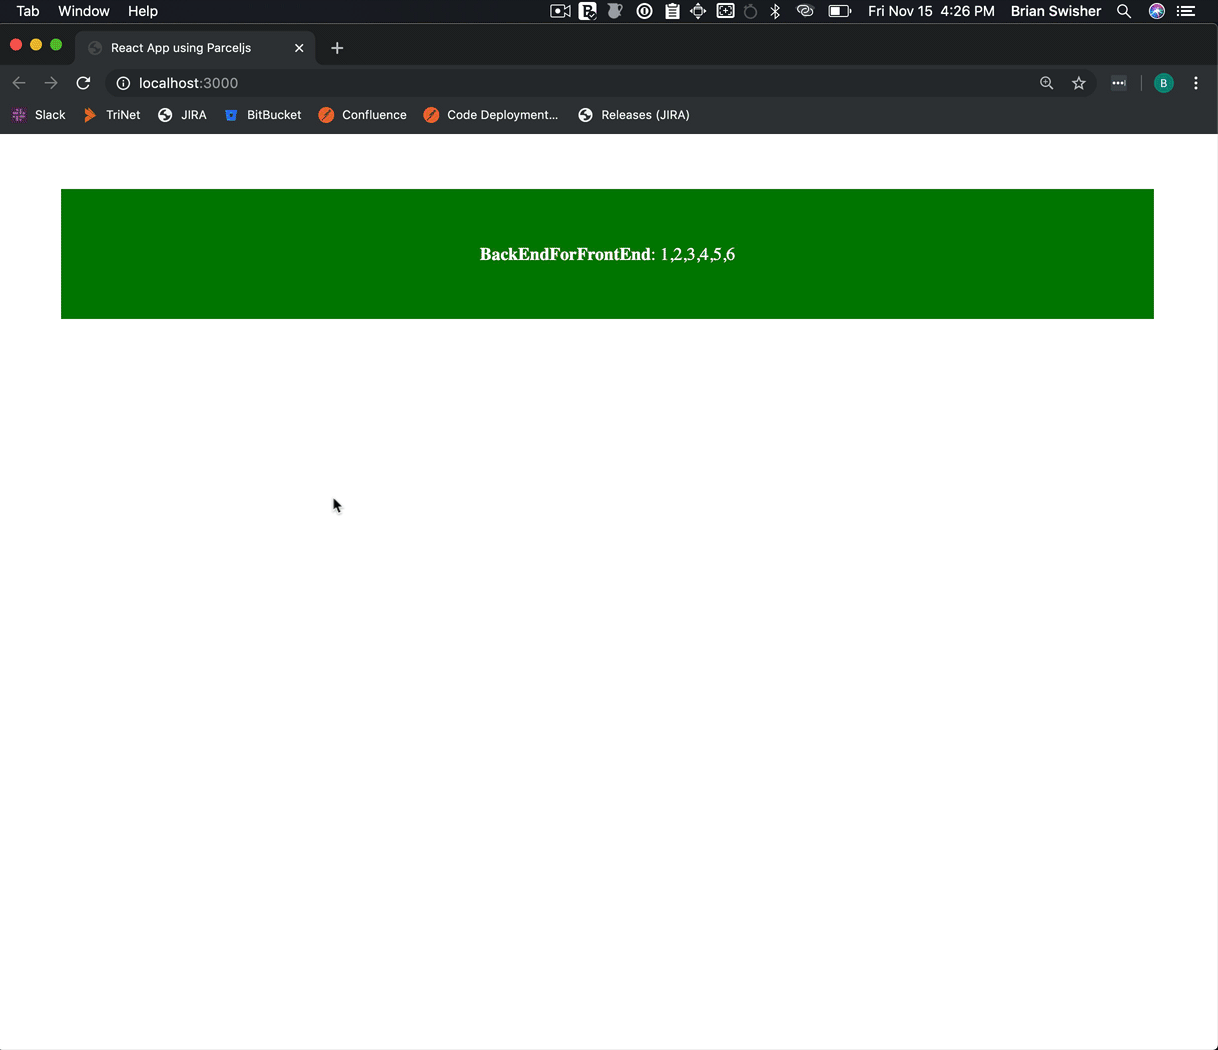 Tab Window Help Fri Nov 15 4:26 PM Brian Swisher
React App using Parceljs
localhost:3000 B
Slack TriNet JIRA BitBucket Confluence Code Deployment... Releases (JIRA)
BackEndForFrontEnd: 1,2,3,4,5,6